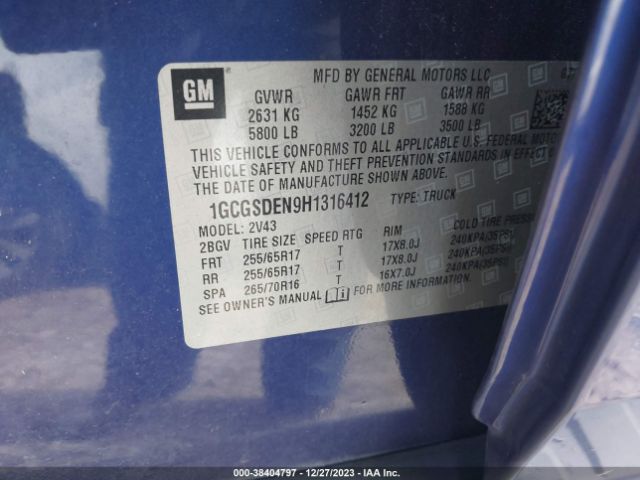 GM
MFD BY GENERAL MOTORS LLC
GVWR GAWR FRT GAWR RR
2631 KG 1452 KG 1588 KG
5800 LB 3200 LB 3500 LB
THIS VEHICLE CONFORMS TO ALL APPLICABLE U.S. FEDERAL MOTOR
VEHICLE SAFETY AND THEFT PREVENTION STANDARDS IN EFFECT
THE DATE OF MANUFACTURE SHOWN ABOVE.
1GCGSDEN9H1316412 TYPE: TRUCK
MODEL: 2V43
2BGV TIRE SIZE SPEED RTG RIM COLD TIRE
FRT 255/65R17 T 17X8.0J 240KPA(35PSI)
RR 255/65R17 T 17X8.0J 240KPA(35PSI)
SPA 265/70R16 T 16X7.0J 240KPA(35PSI)
SEE OWNER'S MANUAL i FOR MORE INFORMATION.
000-38404797 - 12/27/2023 - IAA Inc.